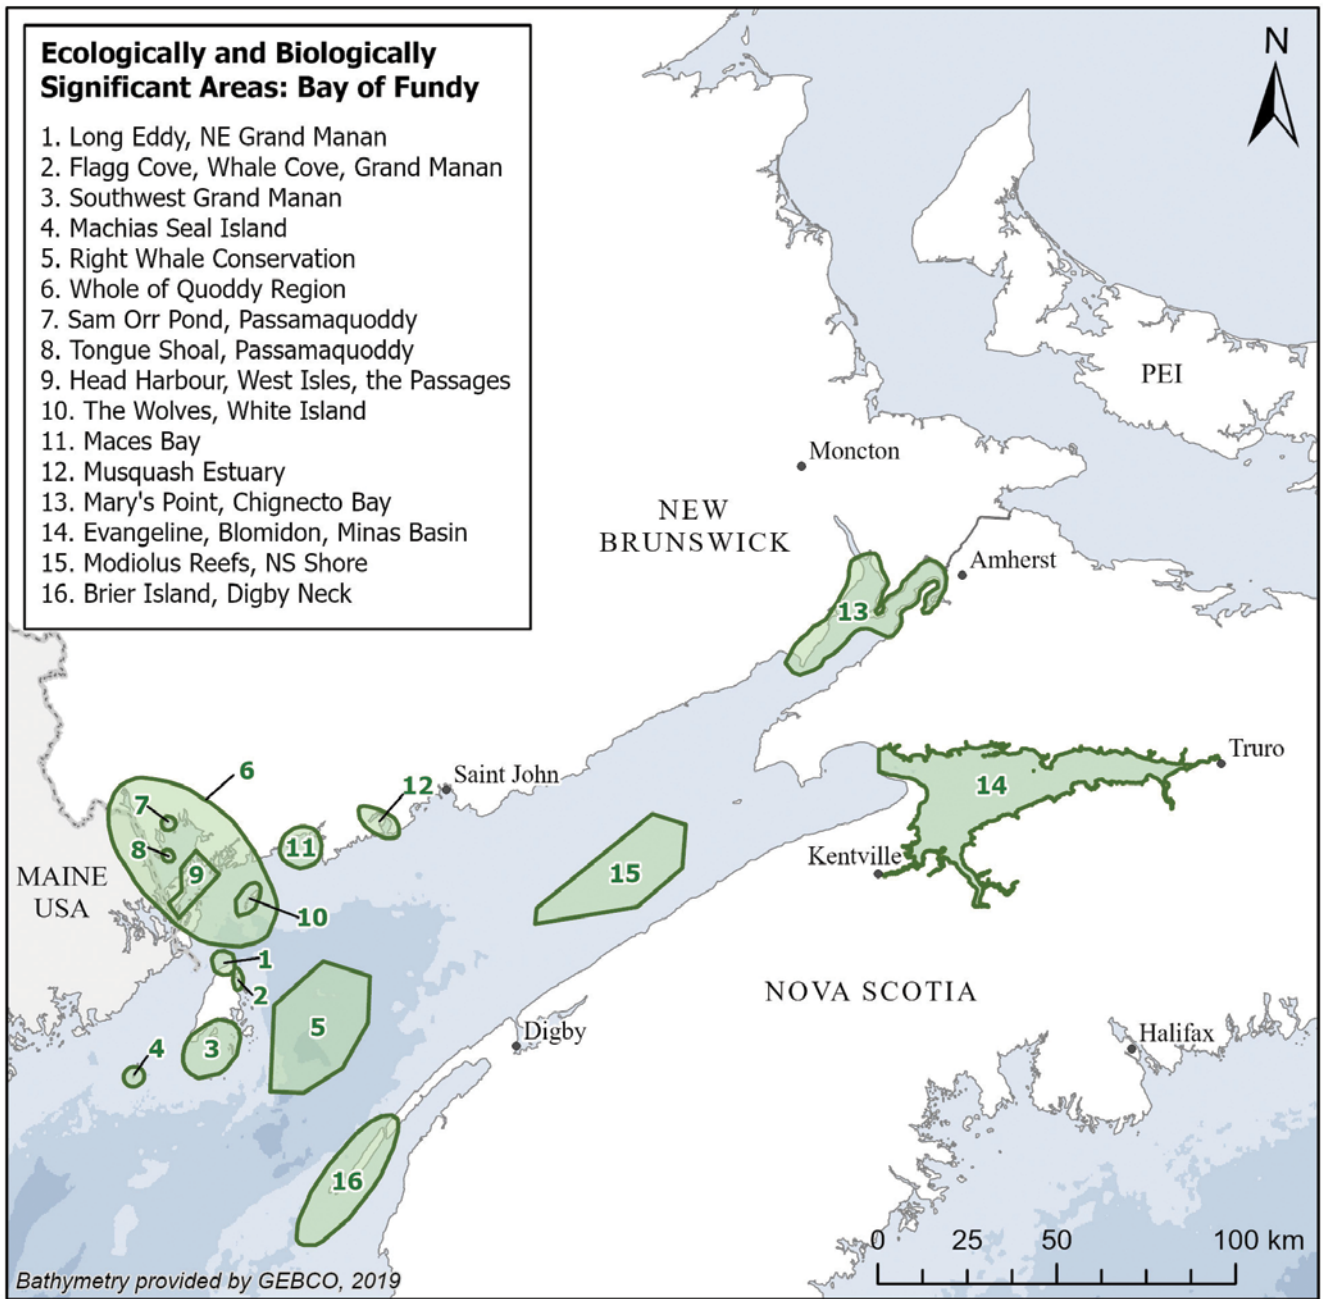 Ecologically and Biologically
Significant Areas: Bay of Fundy
1. Long Eddy, NE Grand Manan
2. Flagg Cove, Whale Cove, Grand Manan
3. Southwest Grand Manan
4. Machias Seal Island
5. Right Whale Conservation
6. Whole of Quoddy Region
7. Sam Orr Pond, Passamaquoddy
8. Tongue Shoal, Passamaquoddy
9. Head Harbour, West Isles, the Passages
10. The Wolves, White Island
11. Maces Bay
12. Musquash Estuary
13. Mary's Point, Chignecto Bay
14. Evangeline, Blomidon, Minas Basin
15. Modiolus Reefs, NS Shore
16. Brier Island, Digby Neck
N
PEI
Moncton
NEW
BRUNSWICK
Amherst
13
Truro
6
Saint John
12
14
7
8
11
9
15
Kentville
MAINE
USA
10
1
2
NOVA SCOTIA
5
Digby
Halifax
3
4
16
0 25 50 100 km
Bathymetry provided by GEBCO, 2019